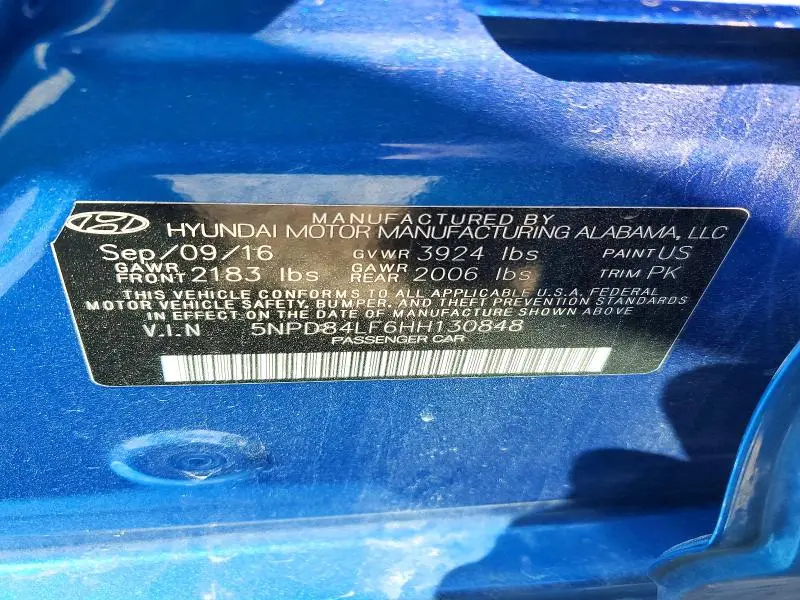 MANUFACTURED BY
HYUNDAI MOTOR MANUFACTURING ALABAMA, LLC
Sep/09/16 GVWR 3924 lbs PAINT US
GAWR FRONT 2183 lbs GAWR REAR 2006 lbs TRIM PK
THIS VEHICLE CONFORMS TO ALL APPLICABLE U.S.A. FEDERAL
MOTOR VEHICLE SAFETY, BUMPER, AND THEFT PREVENTION STANDARDS
IN EFFECT ON THE DATE OF MANUFACTURE SHOWN ABOVE
V.I.N 5NPD84LF6HH130848
PASSENGER CAR